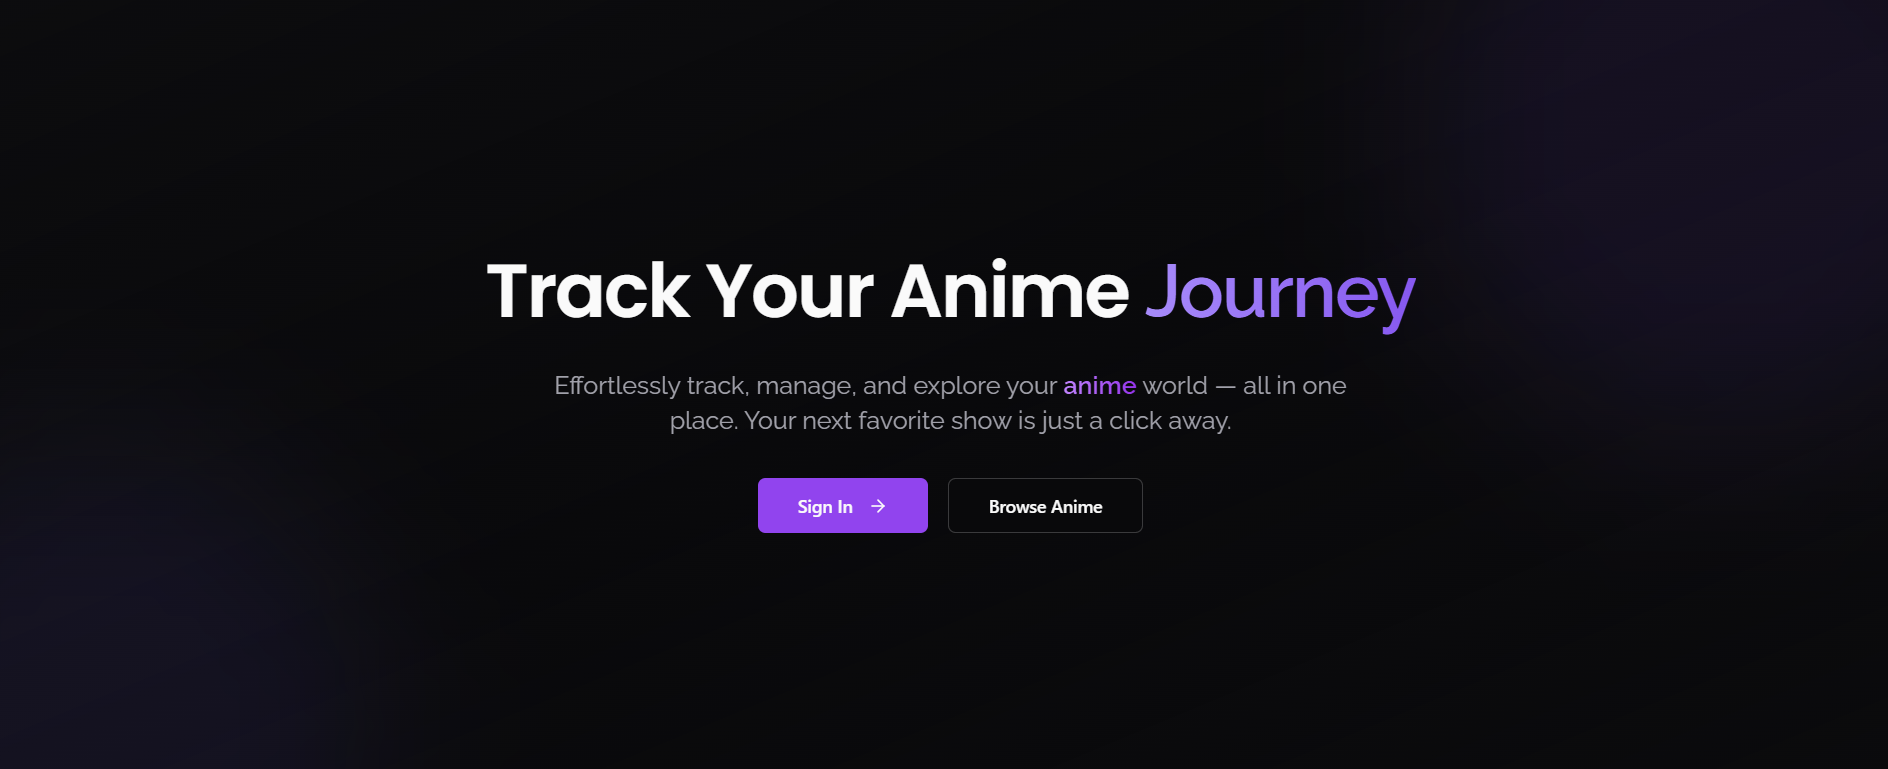 Track Your Anime Journey
Effortlessly track, manage, and explore your anime world — all in one
place. Your next favorite show is just a click away.
Sign In
Browse Anime